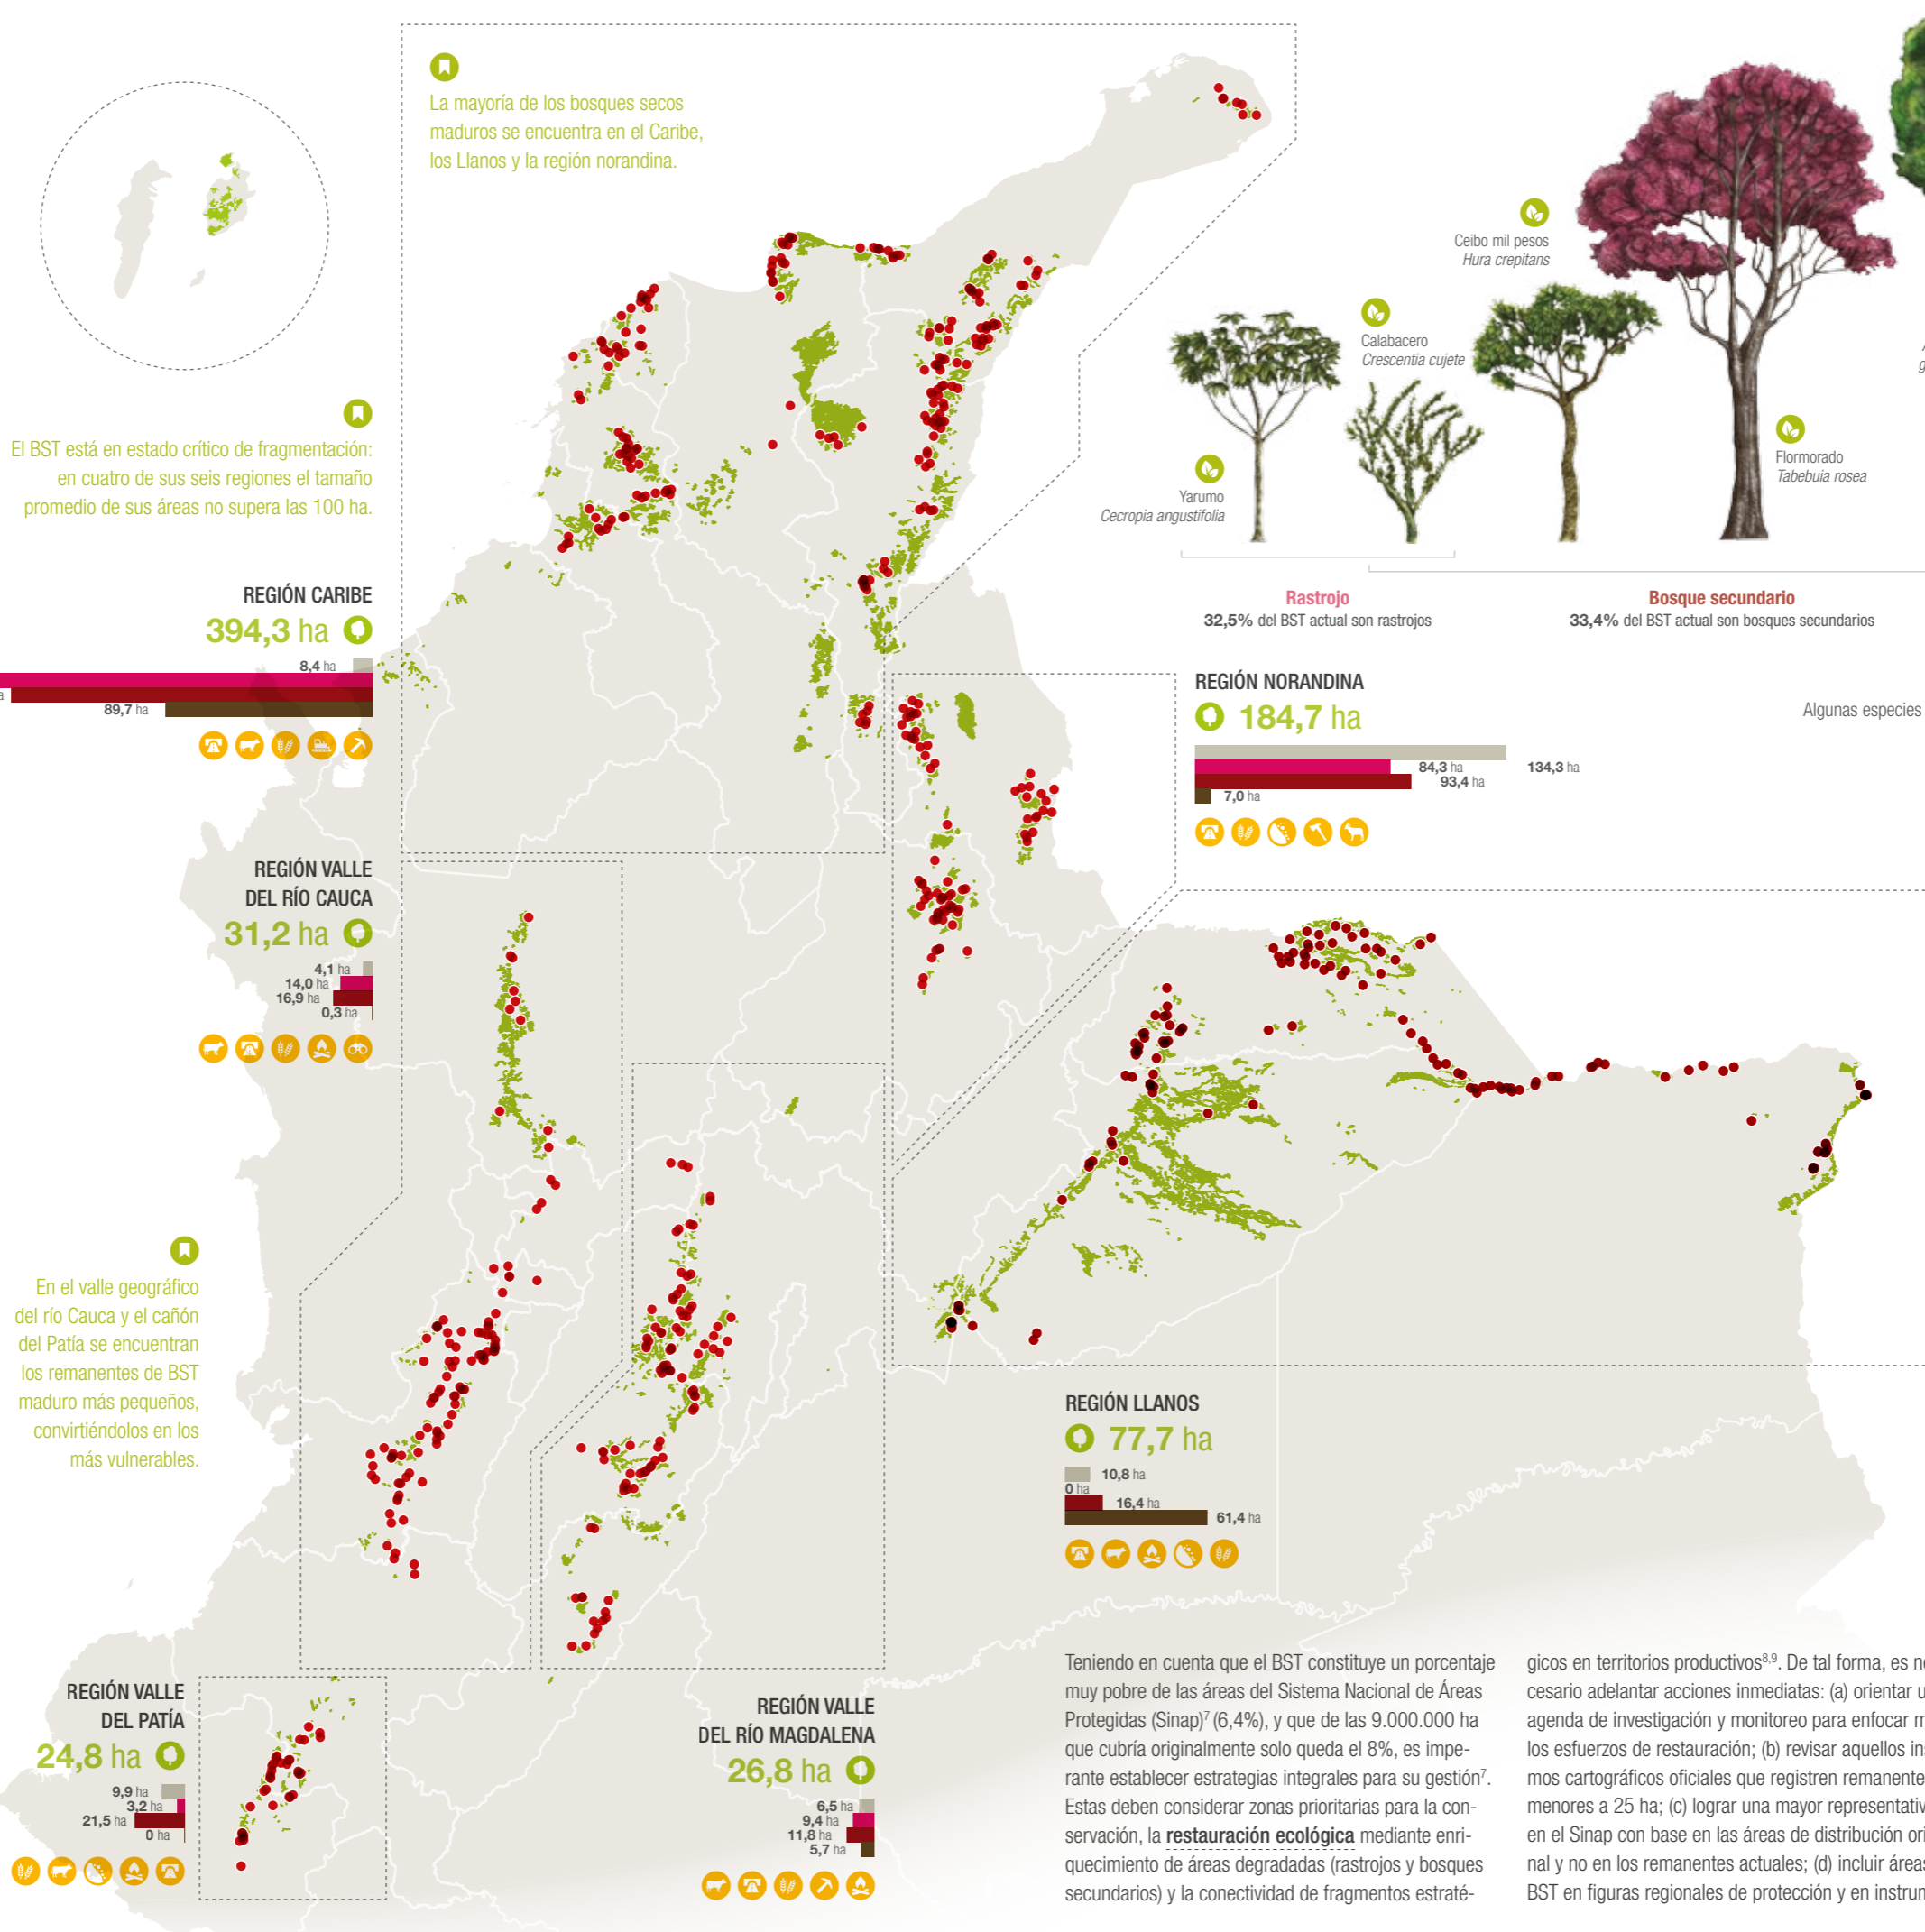 La mayoría de los bosques secos
maduros se encuentra en el Caribe,
los Llanos y la región norandina.
El BST está en estado crítico de fragmentación:
en cuatro de sus seis regiones el tamaño
promedio de sus áreas no supera las 100 ha.
Ceibo mil pesos
Hura crepitans
Calabacero
Crescentia cujete
Flormorado
Tabebuia rosea
Yarumo
Cecropia angustifolia
Rastrojo
32,5% del BST actual son rastrojos
Bosque secundario
33,4% del BST actual son bosques secundarios
Algunas especies
REGIÓN CARIBE
394,3 ha
8,4 ha
89,7 ha
REGIÓN NORANDINA
184,7 ha
134,3 ha
84,3 ha
93,4 ha
7,0 ha
REGIÓN VALLE
DEL RÍO CAUCA
31,2 ha
4,1 ha
14,0 ha
16,9 ha
0,3 ha
En el valle geográfico
del río Cauca y el cañón
del Patía se encuentran
los remanentes de BST
maduro más pequeños,
convirtiéndolos en los
más vulnerables.
REGIÓN LLANOS
77,7 ha
10,8 ha
0 ha
16,4 ha
61,4 ha
REGIÓN VALLE
DEL PATÍA
24,8 ha
9,9 ha
3,2 ha
21,5 ha
0 ha
REGIÓN VALLE
DEL RÍO MAGDALENA
26,8 ha
6,5 ha
9,4 ha
11,8 ha
5,7 ha
Teniendo en cuenta que el BST constituye un porcentaje
muy pobre de las áreas del Sistema Nacional de Áreas
Protegidas (Sinap)7 (6,4%), y que de las 9.000.000 ha
que cubría originalmente solo queda el 8%, es impe-
rante establecer estrategias integrales para su gestión7.
Estas deben considerar zonas prioritarias para la con-
servación, la restauración ecológica mediante enri-
quecimiento de áreas degradadas (rastrojos y bosques
secundarios) y la conectividad de fragmentos estraté-
gicos en territorios productivos8,9. De tal forma, es ne
cesario adelantar acciones inmediatas: (a) orientar u
agenda de investigación y monitoreo para enfocar m
los esfuerzos de restauración; (b) revisar aquellos ins
mos cartográficos oficiales que registren remanente
menores a 25 ha; (c) lograr una mayor representativ
en el Sinap con base en las áreas de distribución ori
nal y no en los remanentes actuales; (d) incluir áreas
BST en figuras regionales de protección y en instrun